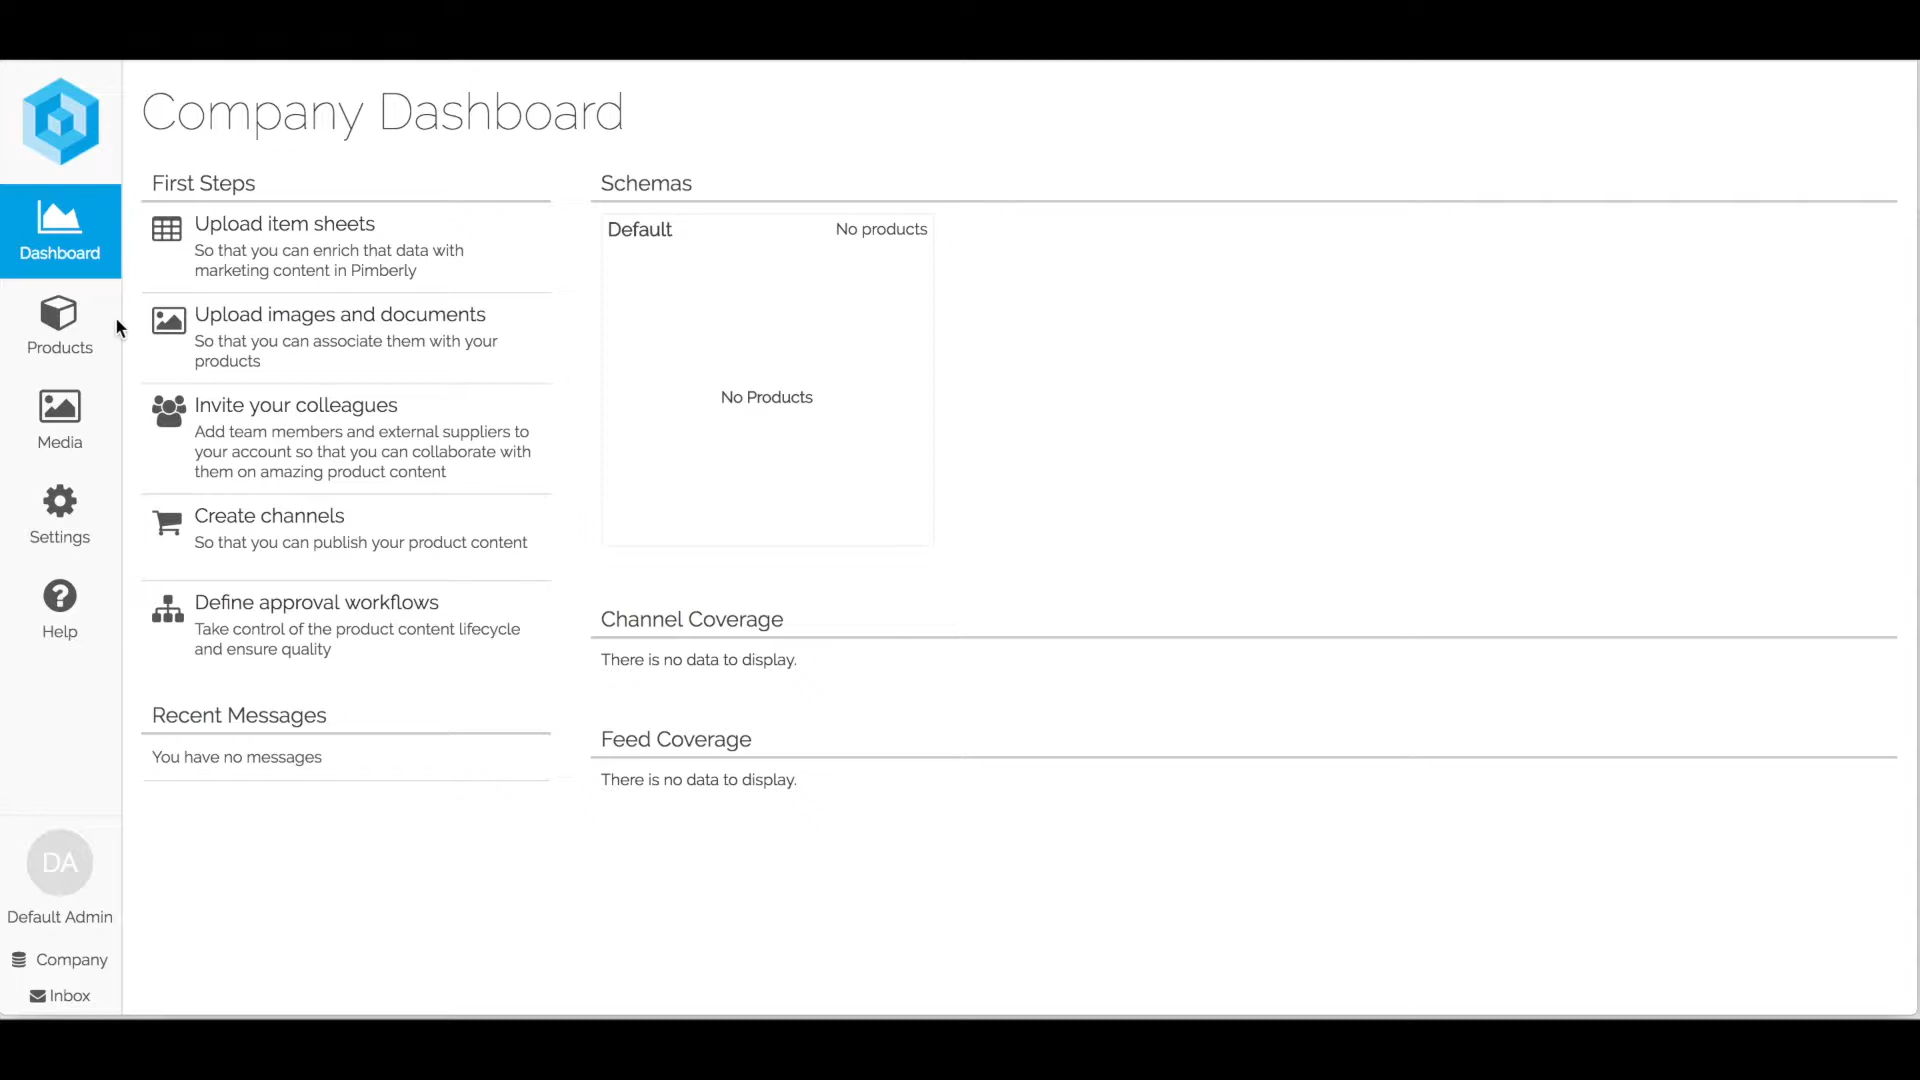 Company Dashboard
Dashboard
Products
Media
Settings
Help
DA
Default Admin
Company
Inbox
First Steps
Upload item sheets
So that you can enrich that data with
marketing content in Pimberly
Upload images and documents
So that you can associate them with your
products
Invite your colleagues
Add team members and external suppliers to
your account so that you can collaborate with
them on amazing product content
Create channels
So that you can publish your product content
Define approval workflows
Take control of the product content lifecycle
and ensure quality
Recent Messages
You have no messages
Schemas
Default No products
No Products
Channel Coverage
There is no data to display.
Feed Coverage
There is no data to display.